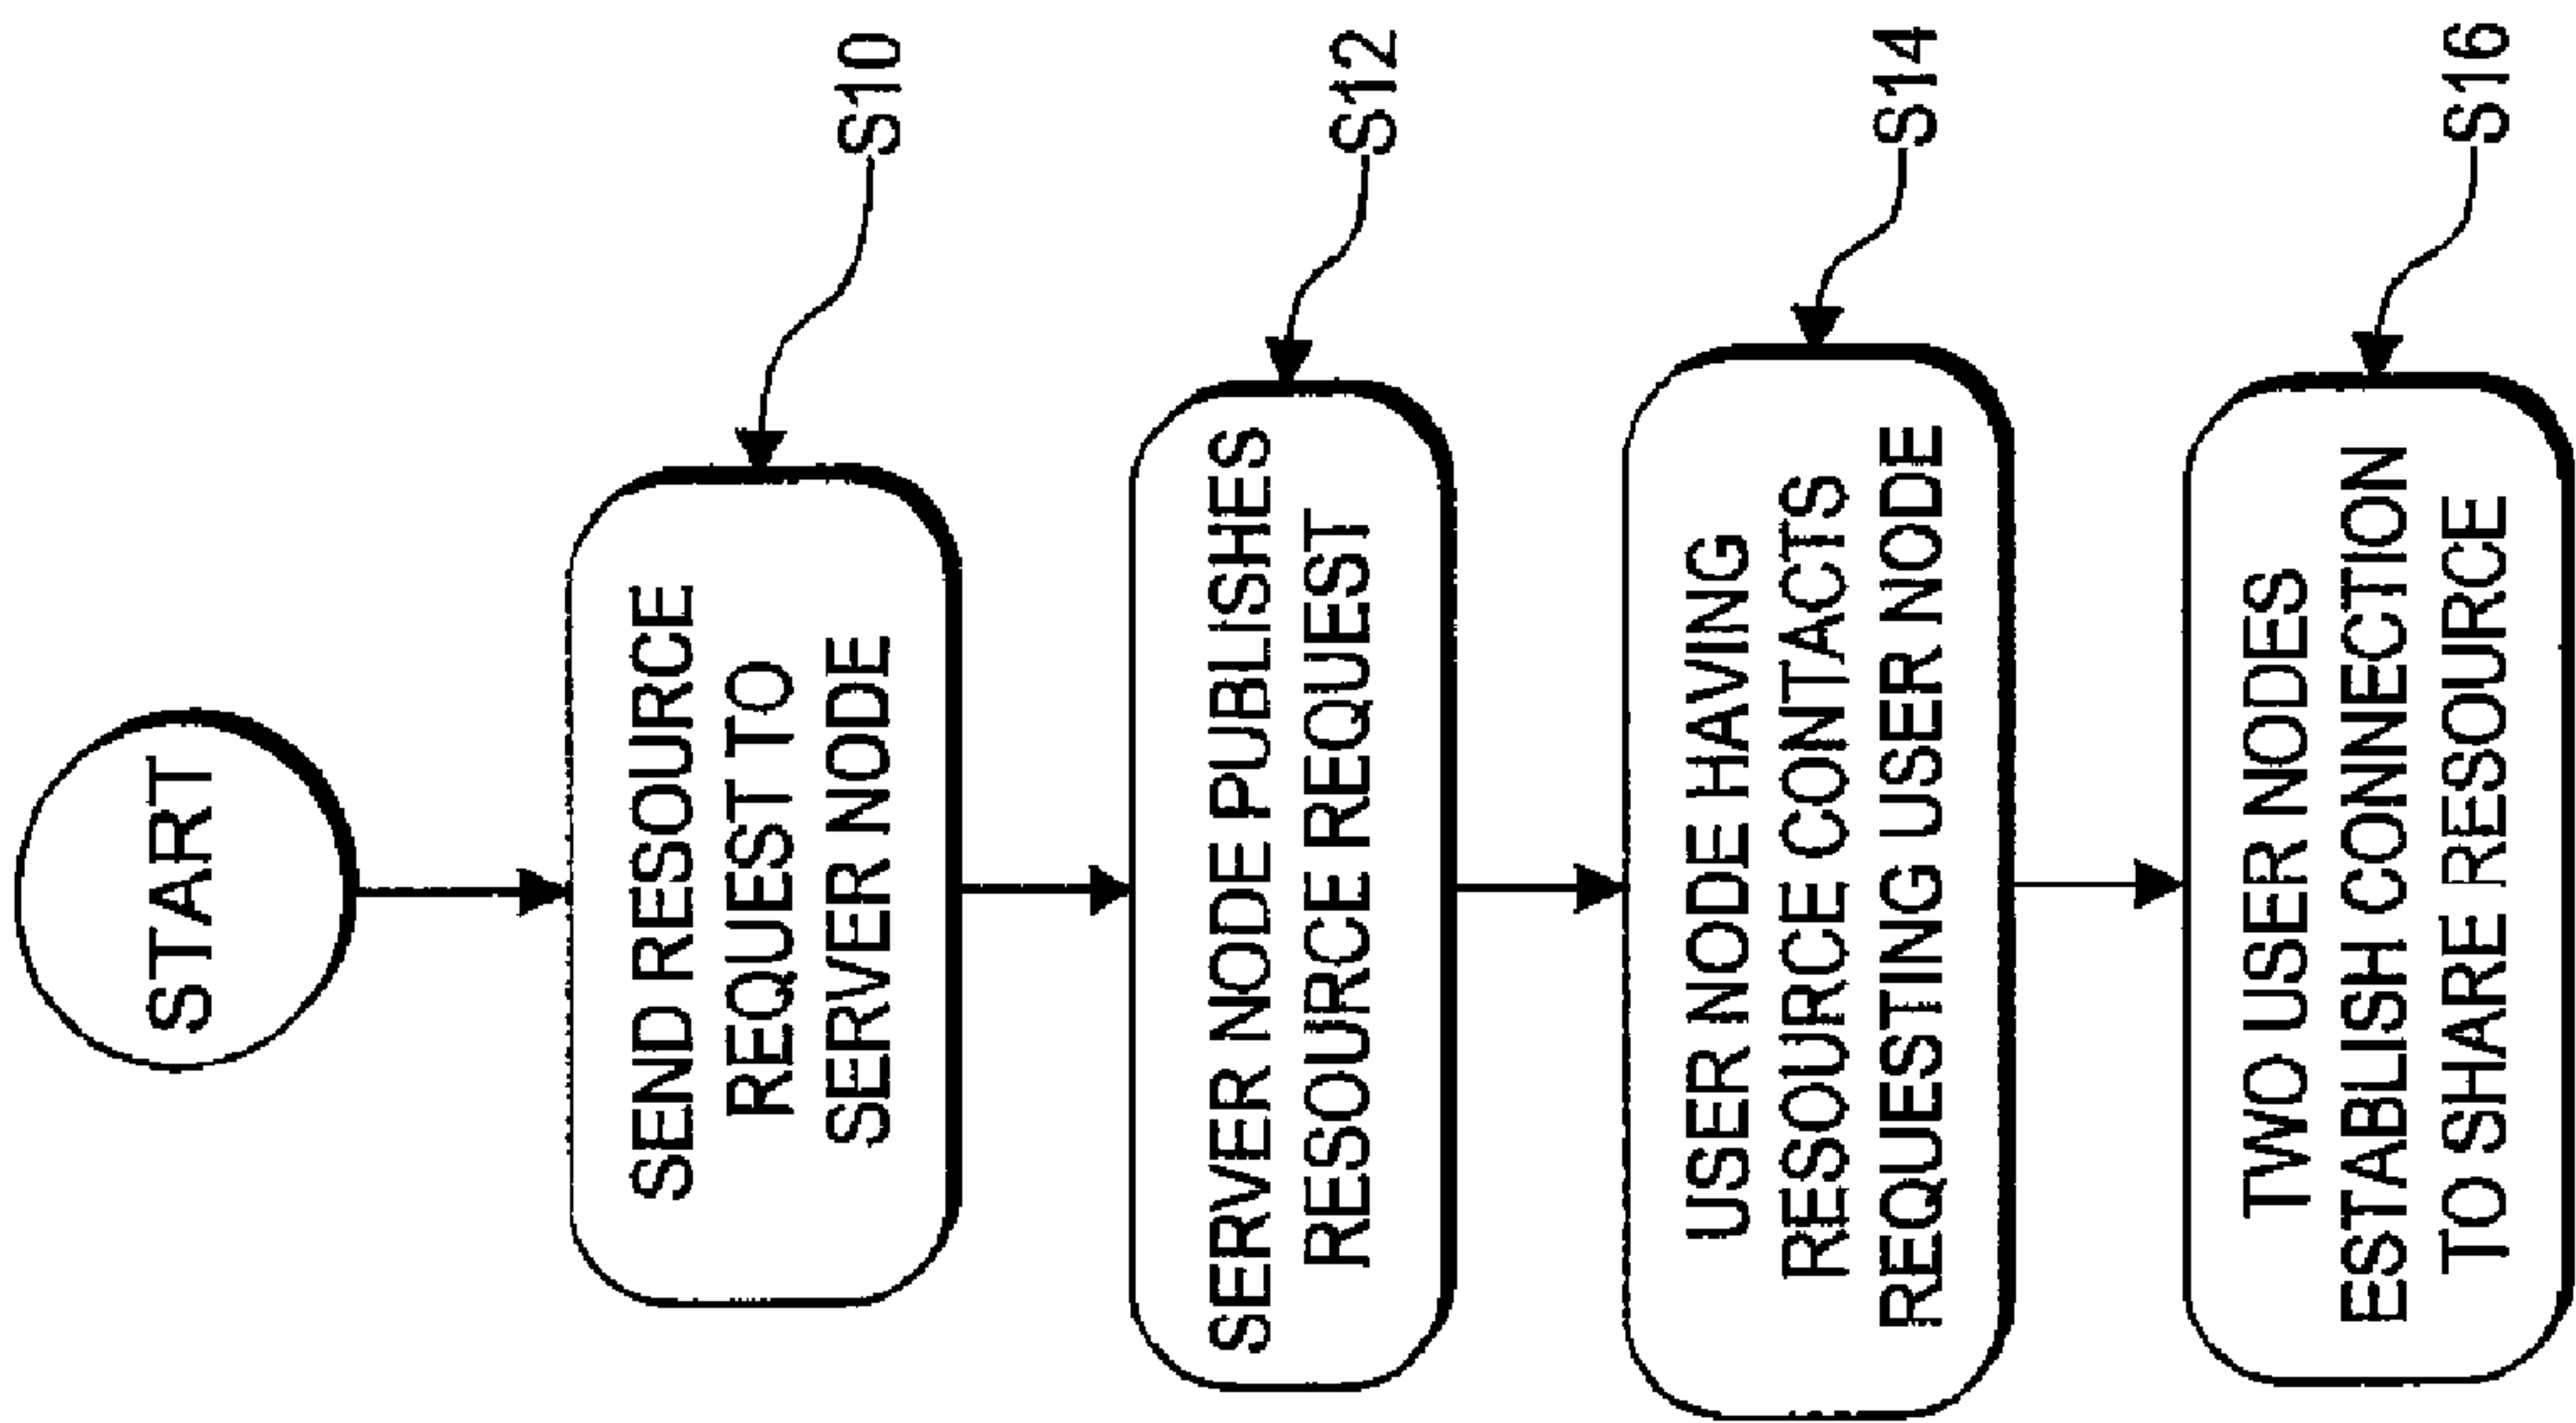 START
SEND RESOURCE
REQUEST TO
SERVER NODE
S10
SERVER NODE PUBLISHES
RESOURCE REQUEST
S12
USER NODE HAVING
RESOURCE CONTACTS
REQUESTING USER NODE
S14
TWO USER NODES
ESTABLISH CONNECTION
TO SHARE RESOURCE
S16